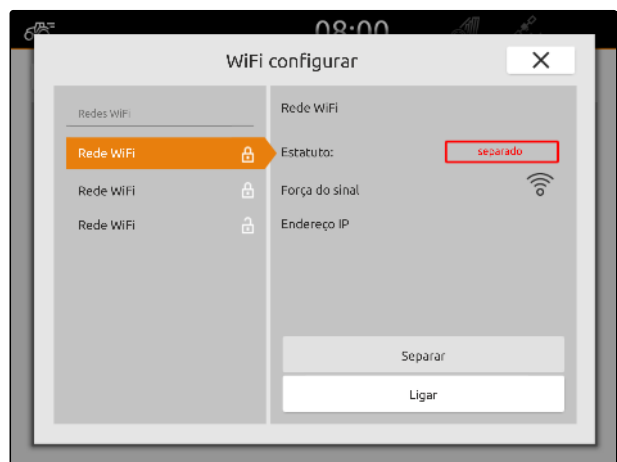 08:00
WiFi configurar
Redes WiFi
Rede WiFi
Rede WiFi
Rede WiFi
Rede WiFi
Estatuto: separado
Força do sinal
Endereço IP
Separar
Ligar